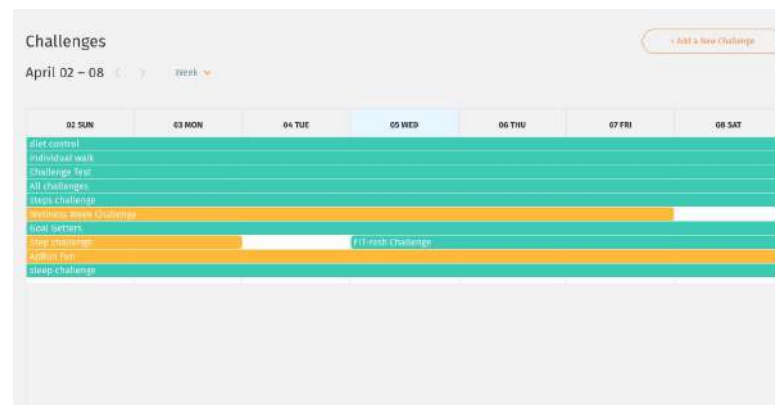 Challenges
+ Add a New Challenge
April 02 – 08
Week
02 SUN 03 MON 04 TUE 05 WED 06 THU 07 FRI 08 SAT
diet control
individual walk
Challenge Test
All challenges
steps challenge
Wellness Week Challenge
Goal Getters
Step challenge
FIT-rosh Challenge
Fun
sleep challenge